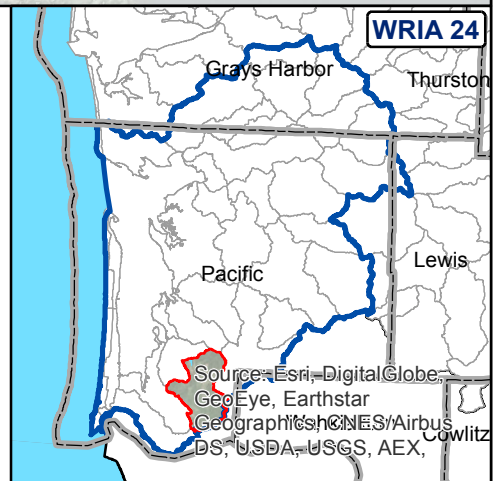 WRIA 24
Grays Harbor
Thurston
Pacific
Lewis
Source: Esri, DigitalGlobe,
GeoEye, Earthstar
Geographics, CNES/Airbus
DS, USDA, USGS, AEX,
Cowlitz